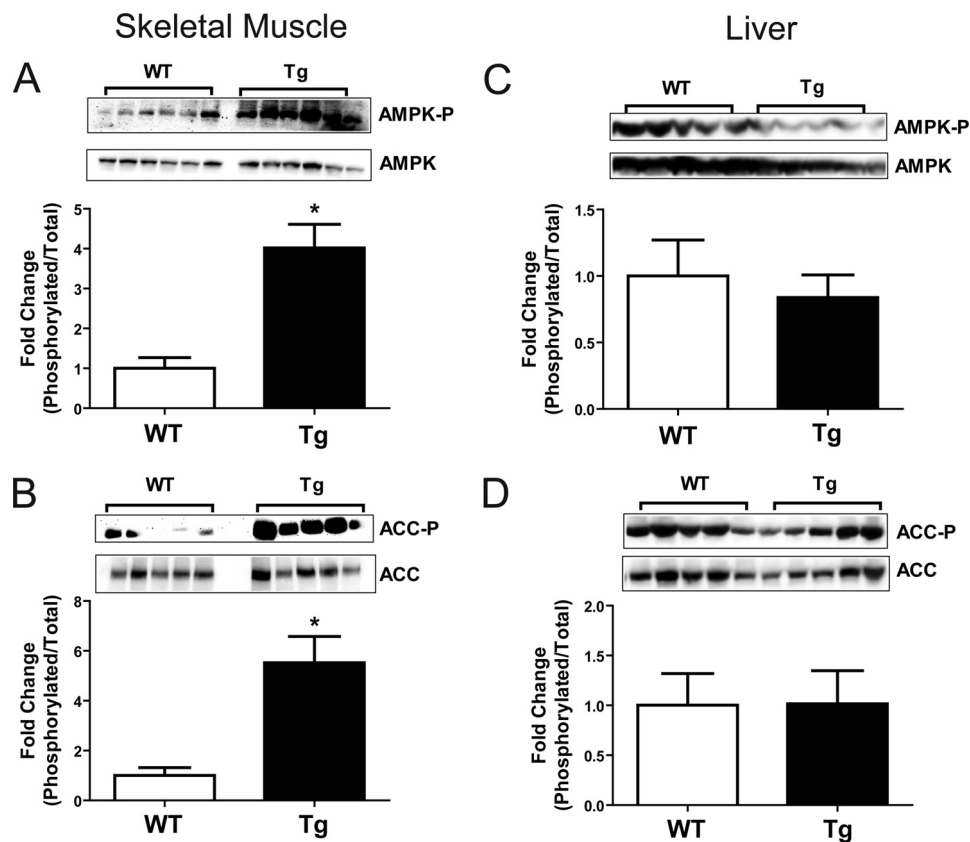 Skeletal Muscle
Liver
A
WT
Tg
AMPK-P
AMPK
Fold Change
(Phosphorylated/Total)
5
4
3
2
1
0
*
WT
Tg
B
WT
Tg
ACC-P
ACC
Fold Change
(Phosphorylated/Total)
8
6
4
2
0
*
WT
Tg
C
WT
Tg
AMPK-P
AMPK
Fold Change
(Phosphorylated/Total)
1.5
1.0
0.5
0.0
WT
Tg
D
WT
Tg
ACC-P
ACC
Fold Change
(Phosphorylated/Total)
2.0
1.5
1.0
0.5
0.0
WT
Tg